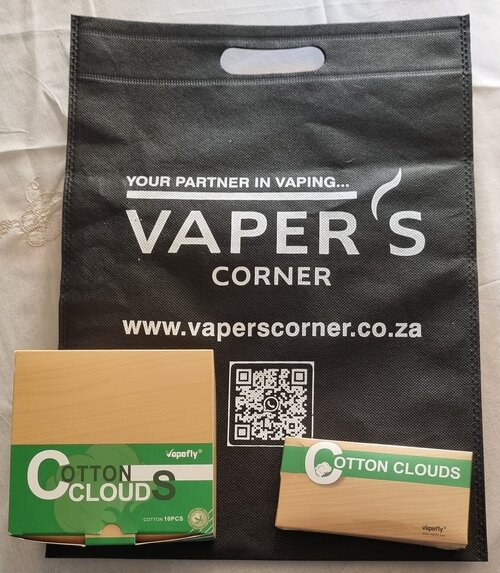 YOUR PARTNER IN VAPING...
VAPER'S
CORNER
www.vaperscorner.co.za
Vapefly®
COTTON
CLOUDS
COTTON 10PCS
COTTON CLOUDS
Vapefly®